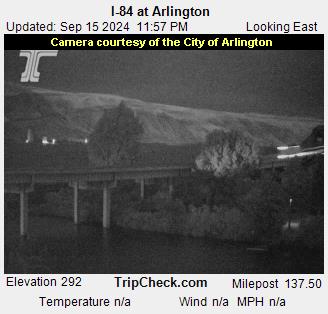 I-84 at Arlington
Updated: Sep 15 2024 11:57 PM Looking East
Camera courtesy of the City of Arlington
Elevation 292 TripCheck.com Milepost 137.50
Temperature n/a Wind n/a MPH n/a